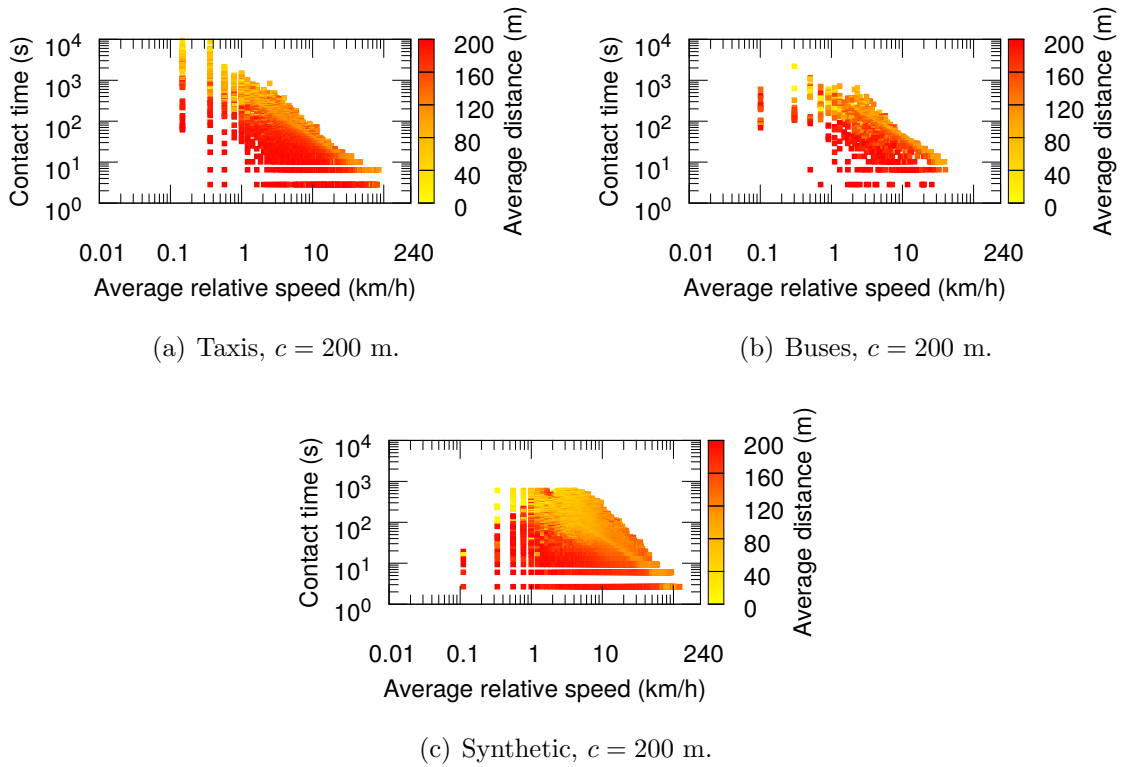 Contact time (s)
10^4
10^3
10^2
10^1
10^0
0.01 0.1 1 10 240
Average relative speed (km/h)
200
160
120
80
40
0
Average distance (m)
(a) Taxis, c = 200 m.
Contact time (s)
10^4
10^3
10^2
10^1
10^0
0.01 0.1 1 10 240
Average relative speed (km/h)
200
160
120
80
40
0
Average distance (m)
(b) Buses, c = 200 m.
Contact time (s)
10^4
10^3
10^2
10^1
10^0
0.01 0.1 1 10 240
Average relative speed (km/h)
200
160
120
80
40
0
Average distance (m)
(c) Synthetic, c = 200 m.